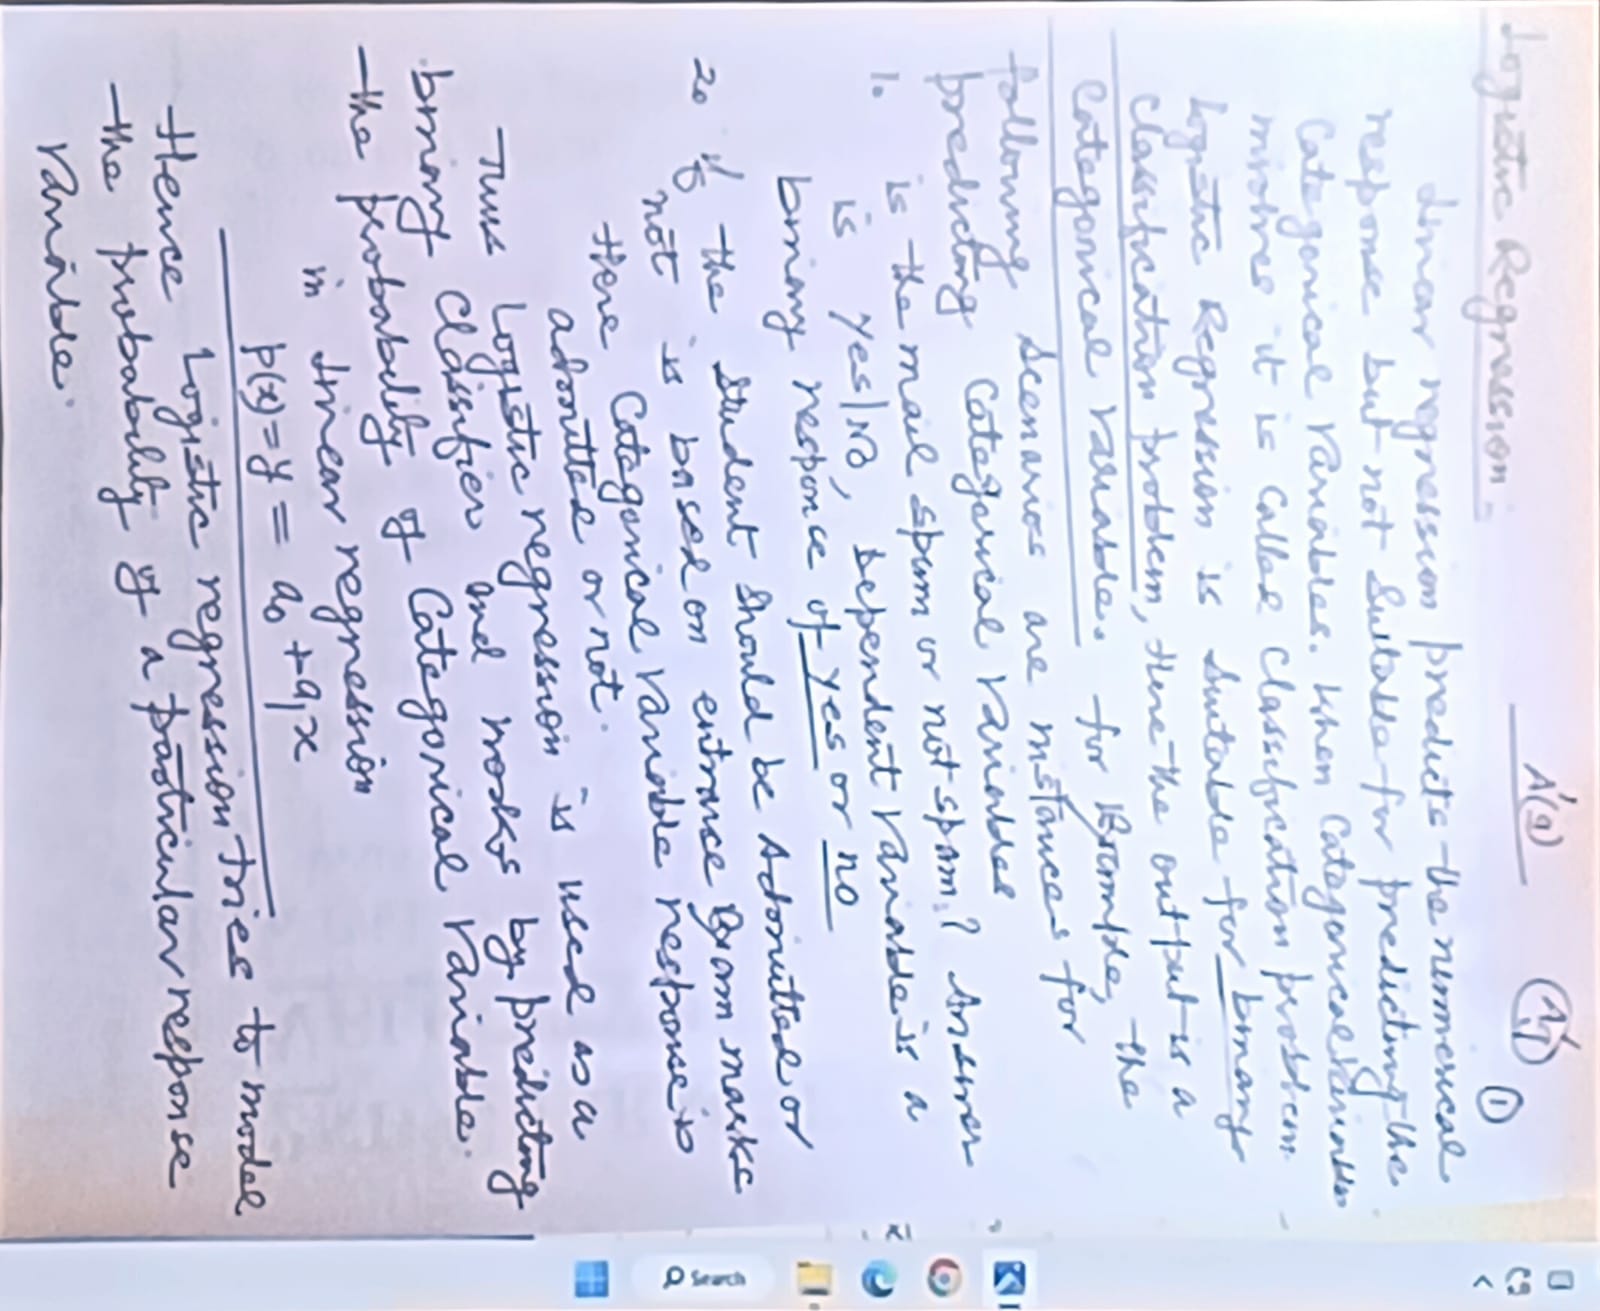 A'(9)
①
Logistic Regression.
Linear regression predicts the numerical
response but not Suitable for predicting the
Categorical Variables. When Categorical Variables
involves it is Called Classification problem
Logistic Regression is Suitable for binary
Classification problem, Here the output is a
Categorical Variable. for Example, the
following Scenarios are instances for
predicting Categorical Variables
1. is the mail spam or not spam? Answer
is Yes/No, Dependent Variable is a
binary responce of yes or no
2. if the Student Should be Admitted or
not is based on entrance Exam marks
Here Categorical Variable response is
admitted or not.
Thus Logistic regression is used as a
binary Classifier and works by predicting
the probability of Categorical Variable.
in linear regression
p(x)=y = a₀ + a₁x
Hence Logistic regression tries to model
the probability of a particular response
Variable.
Search